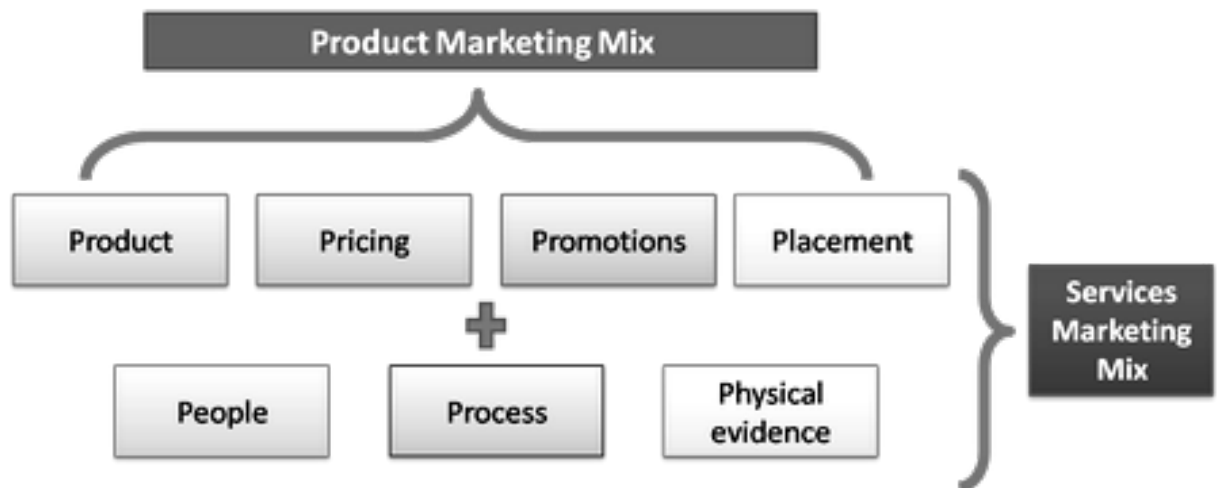 Product Marketing Mix
Product
Pricing
Promotions
Placement
Services
Marketing
Mix
People
Process
Physical
evidence